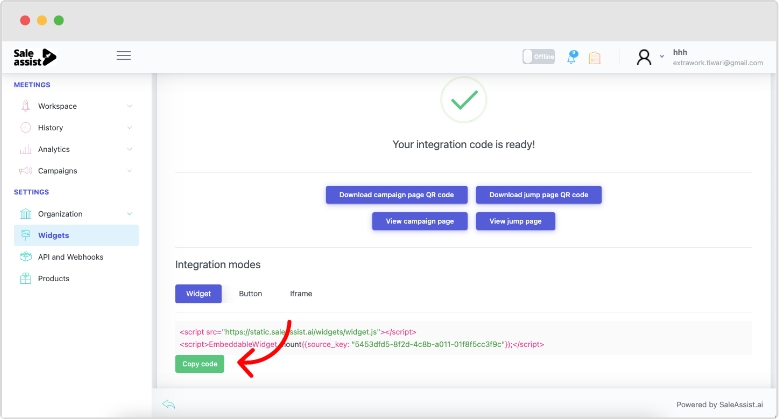 Sale
assist
Offline
hhh
extrawork.tiwari@gmail.com
MEETINGS
Workspace
History
Analytics
Campaigns
SETTINGS
Organization
Widgets
API and Webhooks
Products
Your integration code is ready!
Download campaign page QR code
Download jump page QR code
View campaign page
View jump page
Integration modes
Widget
Button
Iframe
<script src="https://static.saleassist.ai/widgets/widget.js"></script>
<script>EmbeddableWidget.mount({source_key: "5453dfd5-8f2d-4c8b-a011-01f8f5cc3f9c"});</script>
Copy code
Powered by SaleAssist.ai